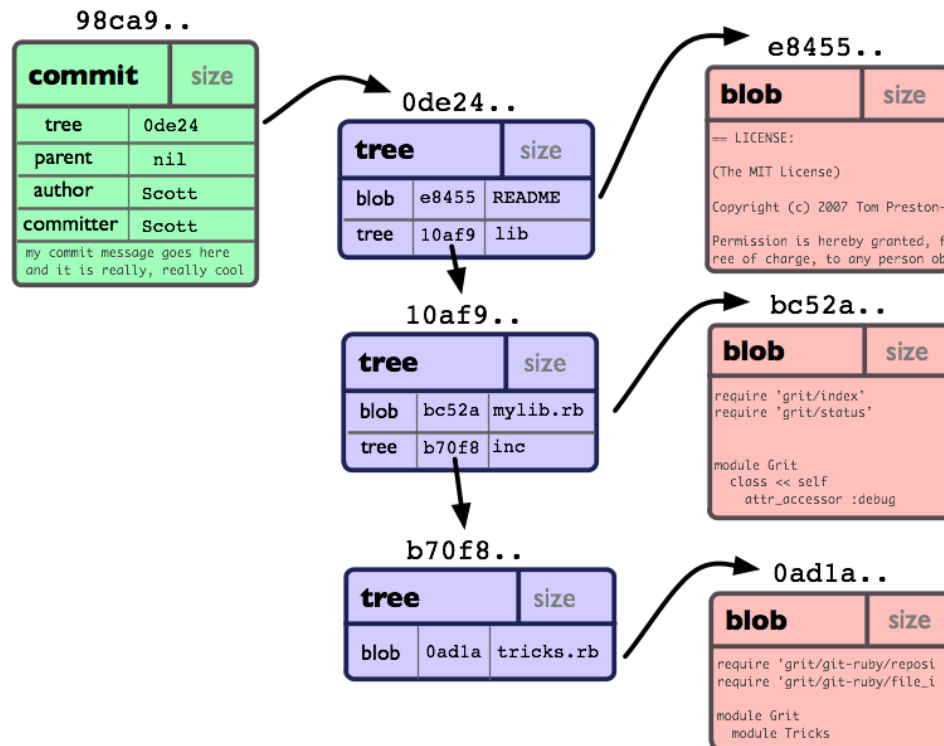 98ca9..
commit size
tree 0de24
parent nil
author Scott
committer Scott
my commit message goes here
and it is really, really cool
0de24..
tree size
blob e8455 README
tree 10af9 lib
10af9..
tree size
blob bc52a mylib.rb
tree b70f8 inc
b70f8..
tree size
blob 0ad1a tricks.rb
e8455..
blob size
== LICENSE:
(The MIT License)
Copyright (c) 2007 Tom Preston-
Permission is hereby granted, f
ree of charge, to any person ob
bc52a..
blob size
require 'grit/index'
require 'grit/status'
module Grit
class << self
attr_accessor :debug
0ad1a..
blob size
require 'grit/git-ruby/reposi
require 'grit/git-ruby/file_i
module Grit
module Tricks